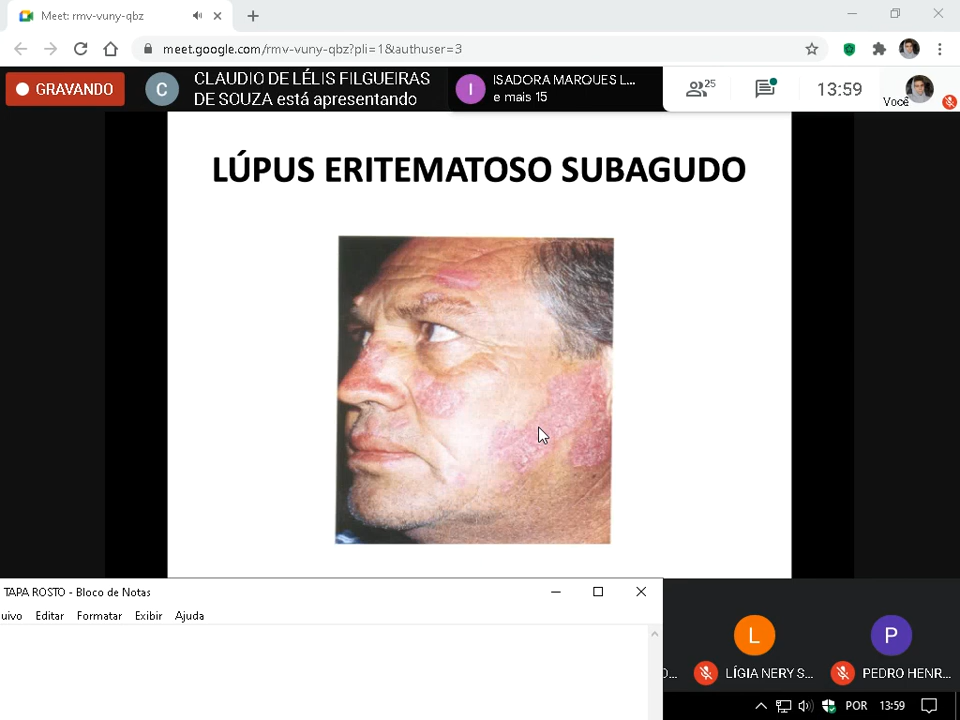 Meet: rmv-vuny-qbz
meet.google.com/rmv-vuny-qbz?pli=1&authuser=3
GRAVANDO
C
CLAUDIO DE LÉLIS FILGUEIRAS
DE SOUZA está apresentando
I
ISADORA MARQUES L...
e mais 15
25
13:59
Você
LÚPUS ERITEMATOSO SUBAGUDO
TAPA ROSTO - Bloco de Notas
uivo Editar Formatar Exibir Ajuda
L
P
O...
LÍGIA NERY S...
PEDRO HENR...
POR
13:59